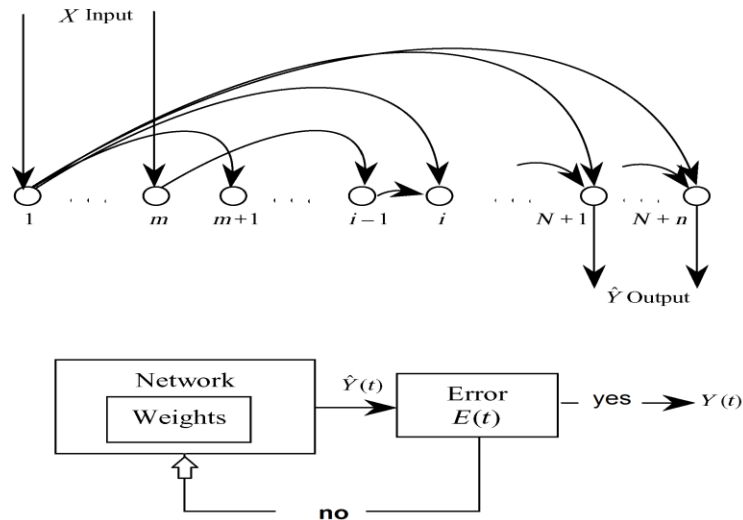 X Input
1 m m+1 i−1 i N+1 N+n
Ŷ Output
Network
Weights
Ŷ(t)
Error
E(t)
yes
Y(t)
no